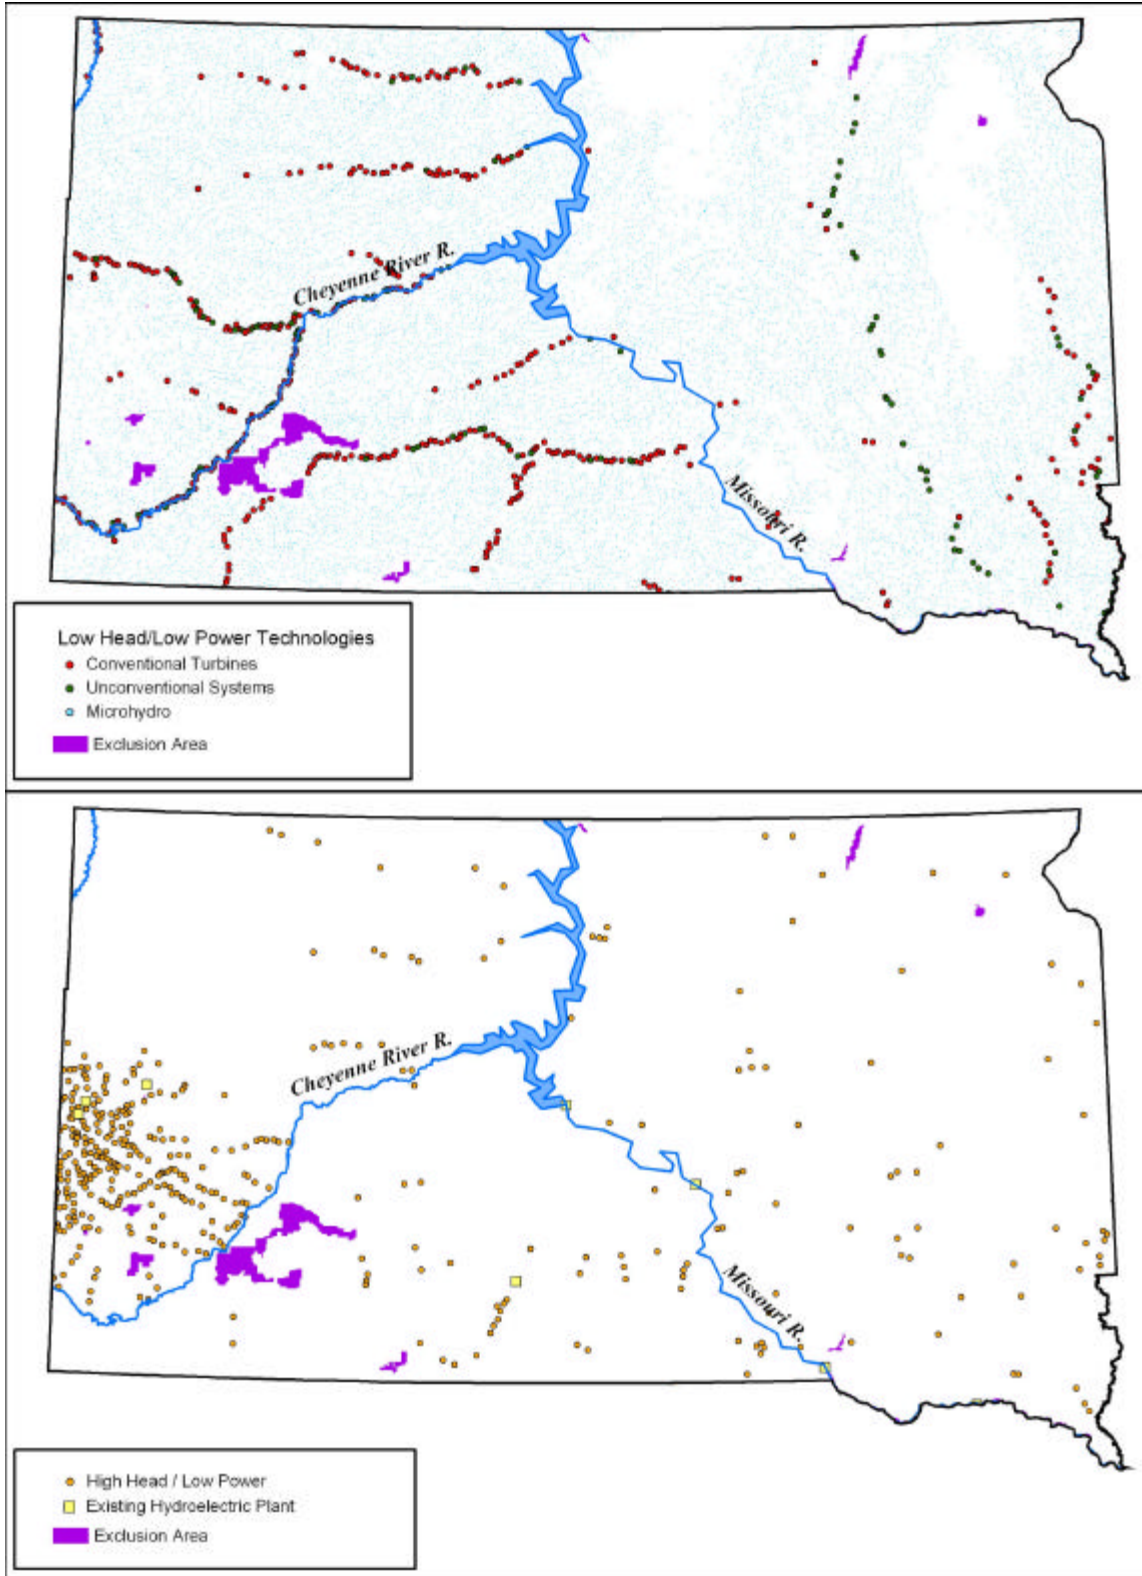 Cheyenne River R.
Missouri R.
Low Head/Low Power Technologies
Conventional Turbines
Unconventional Systems
Microhydro
Exclusion Area
Cheyenne River R.
Missouri R.
High Head / Low Power
Existing Hydroelectric Plant
Exclusion Area